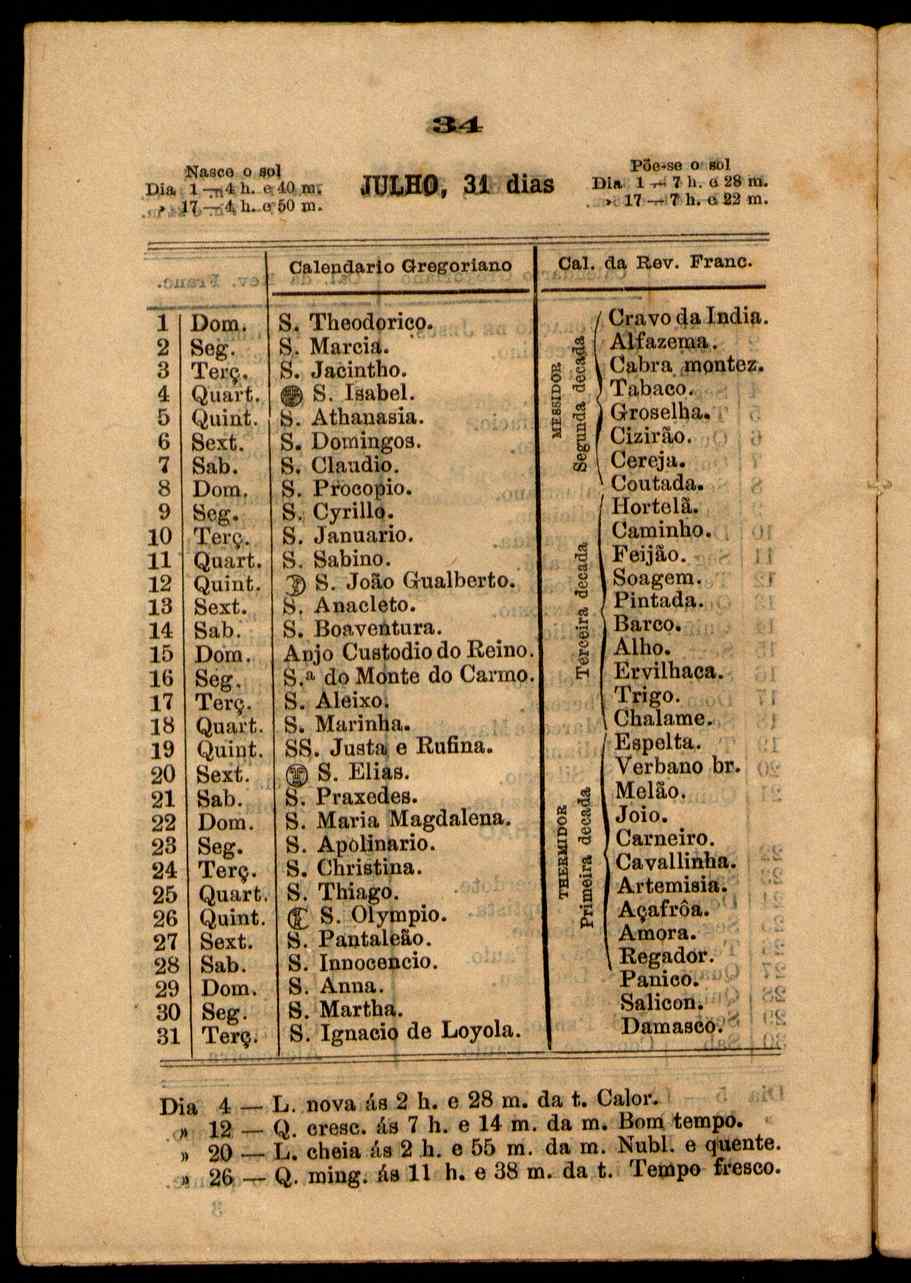 34
Nasce o sol
Dia 1 — 4 h. e 40 m.
» 17 — 4 h. e 50 m.
JULHO, 31 dias
Põe-se o sol
Dia 1 — 7 h. e 28 m.
» 17 — 7 h. e 22 m.
Calendario Gregoriano Cal. da Rev. Franc.
MESSIDOR
Segunda decada
Terceira decada
THERMIDOR
Primeira decada
1 Dom. S. Theodorico. Cravo da India.
2 Seg. S. Marcia. Alfazema.
3 Terç. S. Jacintho. Cabra montez.
4 Quart. S. Isabel. Tabaco.
5 Quint. S. Athanasia. Groselha.
6 Sext. S. Domingos. Cizirão.
7 Sab. S. Claudio. Cereja.
8 Dom. S. Procopio. Coutada.
9 Seg. S. Cyrillo. Hortelã.
10 Terç. S. Januario. Caminho.
11 Quart. S. Sabino. Feijão.
12 Quint. S. João Gualberto. Soagem.
13 Sext. S. Anacleto. Pintada.
14 Sab. S. Boaventura. Barco.
15 Dom. Anjo Custodio do Reino. Alho.
16 Seg. S.ª do Monte do Carmo. Ervilhaca.
17 Terç. S. Aleixo. Trigo.
18 Quart. S. Marinha. Chalame.
19 Quint. SS. Justa e Rufina. Espelta.
20 Sext. S. Elias. Verbano br.
21 Sab. S. Praxedes. Melão.
22 Dom. S. Maria Magdalena. Joio.
23 Seg. S. Apolinario. Carneiro.
24 Terç. S. Christina. Cavallinha.
25 Quart. S. Thiago. Artemisia.
26 Quint. S. Olympio. Açafrôa.
27 Sext. S. Pantaleão. Amora.
28 Sab. S. Innocencio. Regador.
29 Dom. S. Anna. Panico.
30 Seg. S. Martha. Salicon.
31 Terç. S. Ignacio de Loyola. Damasco.
Dia 4 — L. nova ás 2 h. e 28 m. da t. Calor.
» 12 — Q. cresc. ás 7 h. e 14 m. da m. Bom tempo.
» 20 — L. cheia ás 2 h. e 55 m. da m. Nubl. e quente.
» 26 — Q. ming. ás 11 h. e 38 m. da t. Tempo fresco.